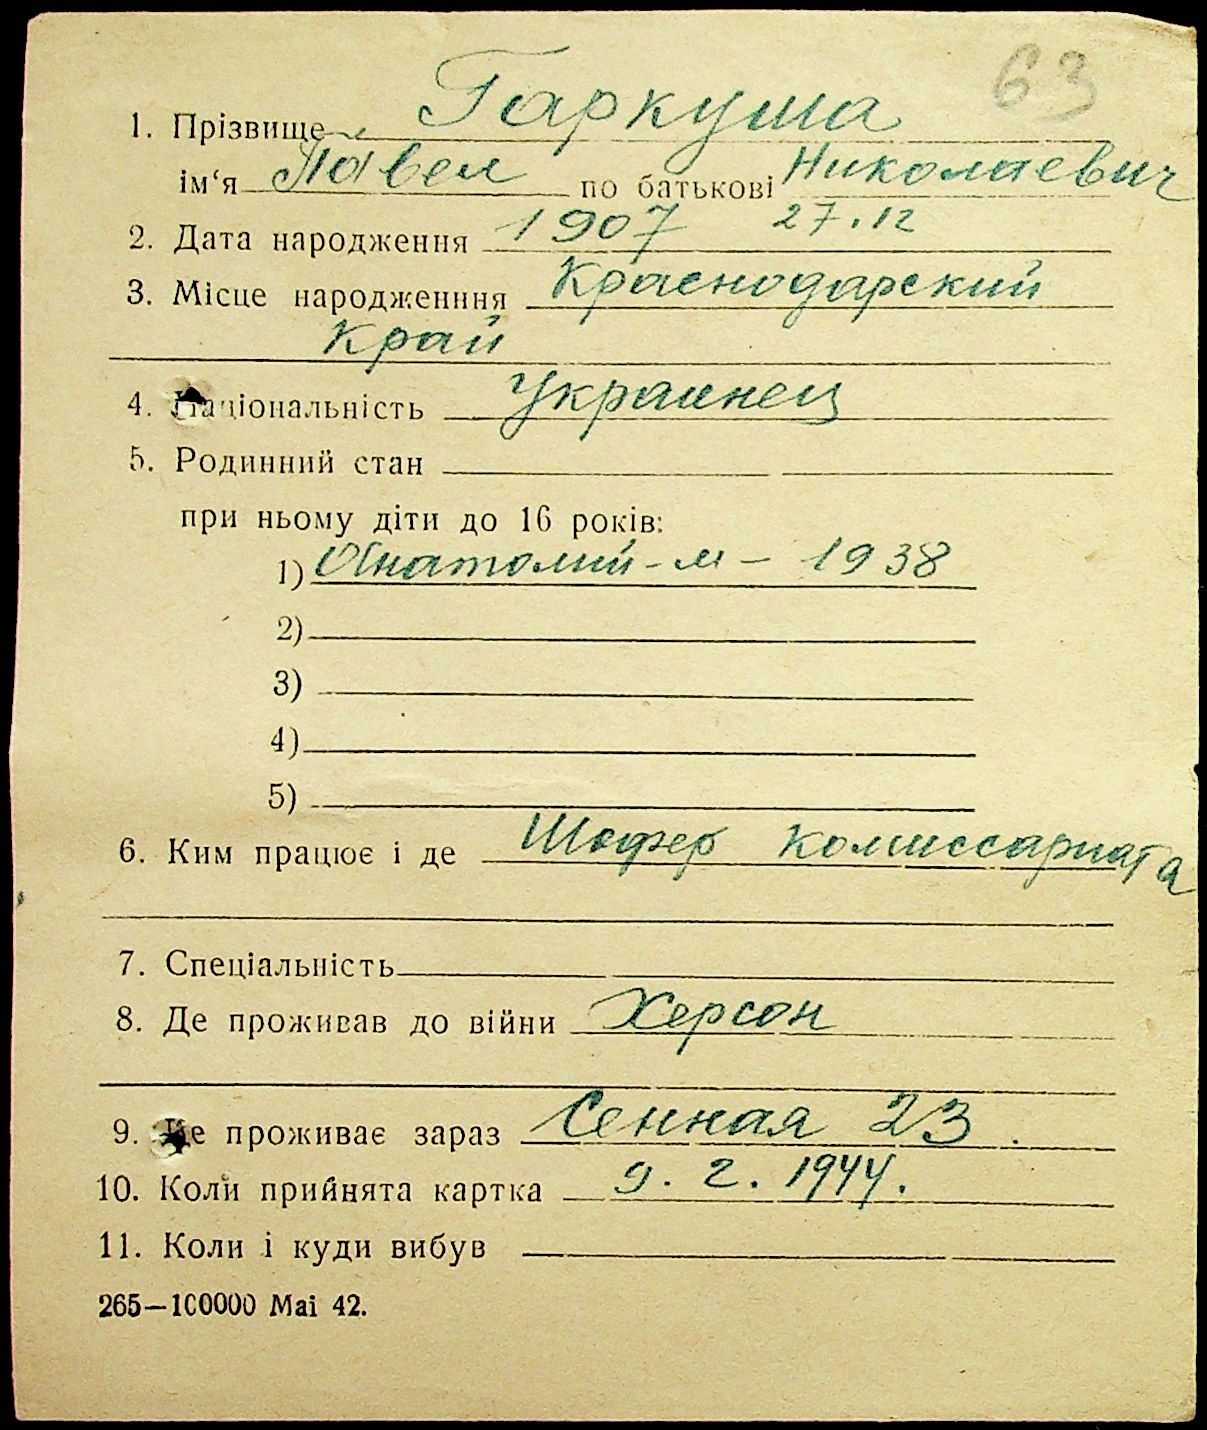 63
1. Прізвище Гаркуша
ім‘я Павел по батькові Николаевич
2. Дата народження 1907 27.12
3. Місце народженння Краснодарский
Край
4. Національність Украинец
5. Родинний стан
при ньому діти до 16 років:
1) Анатолий - м - 1938
2)
3)
4)
5)
6. Ким працює і де Шофер Комиссариата
7. Спеціальність
8. Де проживав до війни Херсон
9. Де проживає зараз Сенная 23.
10. Коли прийнята картка 9. 2. 1944.
11. Коли і куди вибув
265—100000 Mai 42.